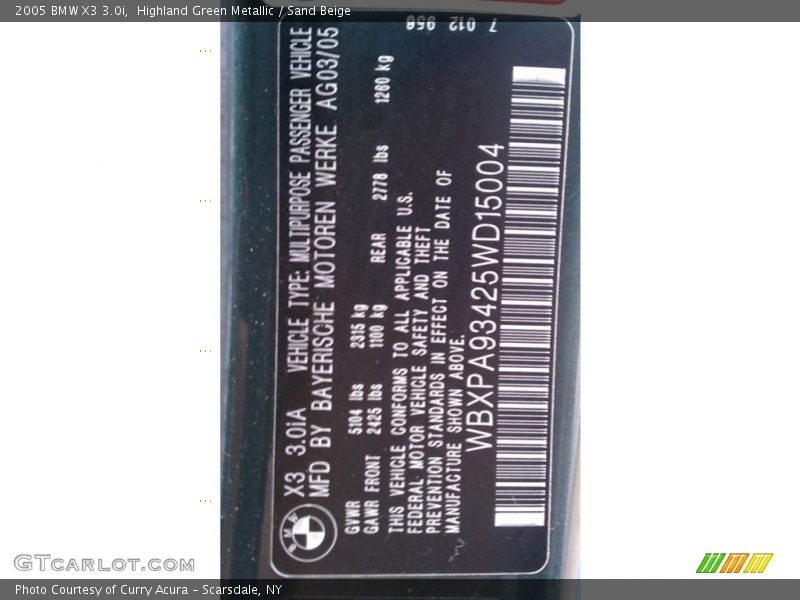 2005 BMW X3 3.0i, Highland Green Metallic / Sand Beige
BMW
X3 3.0iA VEHICLE TYPE: MULTIPURPOSE PASSENGER VEHICLE
MFD BY BAYERISCHE MOTOREN WERKE AG03/05
GVWR 5104 lbs 2315 kg
GAWR FRONT 2425 lbs 1100 kg REAR 2778 lbs 1260 kg
THIS VEHICLE CONFORMS TO ALL APPLICABLE U.S.
FEDERAL MOTOR VEHICLE SAFETY AND THEFT
PREVENTION STANDARDS IN EFFECT ON THE DATE OF
MANUFACTURE SHOWN ABOVE.
WBXPA93425WD15004
7 012 958
GTCARLOT.COM
Photo Courtesy of Curry Acura - Scarsdale, NY